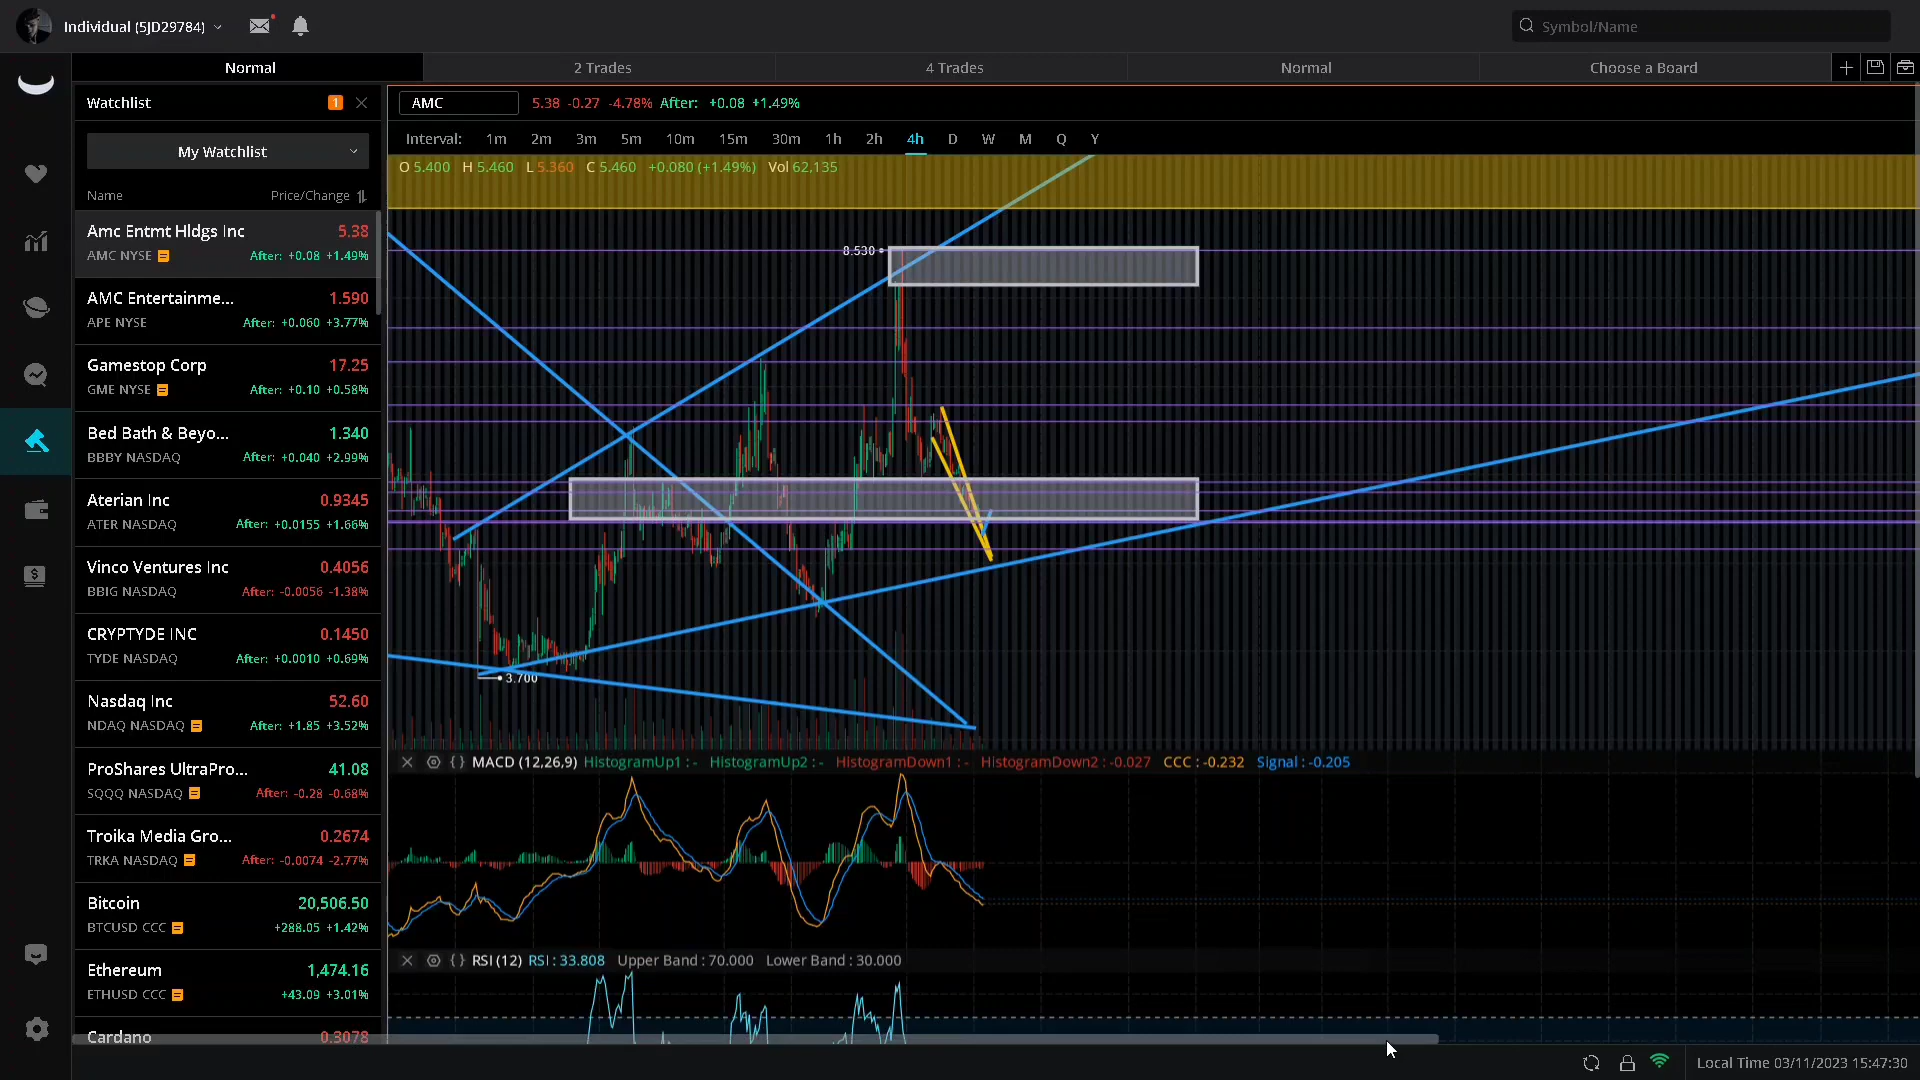 Individual (5JD29784)
Symbol/Name
Normal
2 Trades
4 Trades
Normal
Choose a Board
Watchlist
1
AMC
5.38 -0.27 -4.78% After: +0.08 +1.49%
My Watchlist
Interval: 1m 2m 3m 5m 10m 15m 30m 1h 2h 4h D W M Q Y
O 5.400 H 5.460 L 5.360 C 5.460 +0.080 (+1.49%) Vol 62,135
Name Price/Change
Amc Entmt Hldgs Inc 5.38
AMC NYSE After: +0.08 +1.49%
AMC Entertainme... 1.590
APE NYSE After: +0.060 +3.77%
Gamestop Corp 17.25
GME NYSE After: +0.10 +0.58%
Bed Bath & Beyo... 1.340
BBBY NASDAQ After: +0.040 +2.99%
Aterian Inc 0.9345
ATER NASDAQ After: +0.0155 +1.66%
Vinco Ventures Inc 0.4056
BBIG NASDAQ After: -0.0056 -1.38%
CRYPTYDE INC 0.1450
TYDE NASDAQ After: +0.0010 +0.69%
Nasdaq Inc 52.60
NDAQ NASDAQ After: +1.85 +3.52%
ProShares UltraPro... 41.08
SQQQ NASDAQ After: -0.28 -0.68%
Troika Media Gro... 0.2674
TRKA NASDAQ After: -0.0074 -2.77%
Bitcoin 20,506.50
BTCUSD CCC +288.05 +1.42%
Ethereum 1,474.16
ETHUSD CCC +43.09 +3.01%
Cardano 0.3078
8.530
3.700
MACD (12,26,9) HistogramUp1 : - HistogramUp2 : - HistogramDown1 : - HistogramDown2 : -0.027 CCC : -0.232 Signal : -0.205
RSI (12) RSI : 33.808 Upper Band : 70.000 Lower Band : 30.000
Local Time 03/11/2023 15:47:30